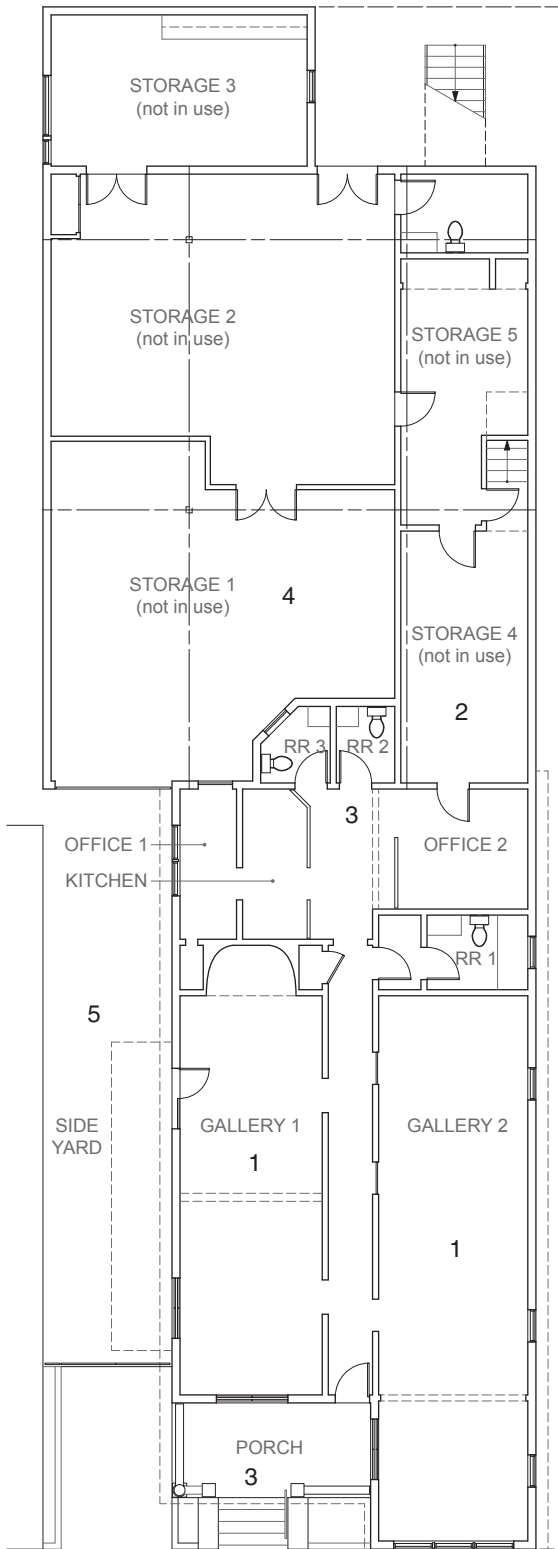 STORAGE 3
(not in use)
STORAGE 2
(not in use)
STORAGE 5
(not in use)
STORAGE 1
(not in use)
4
STORAGE 4
(not in use)
2
RR 3
RR 2
3
OFFICE 1
OFFICE 2
KITCHEN
RR 1
5
SIDE
YARD
GALLERY 1
GALLERY 2
1
1
PORCH
3